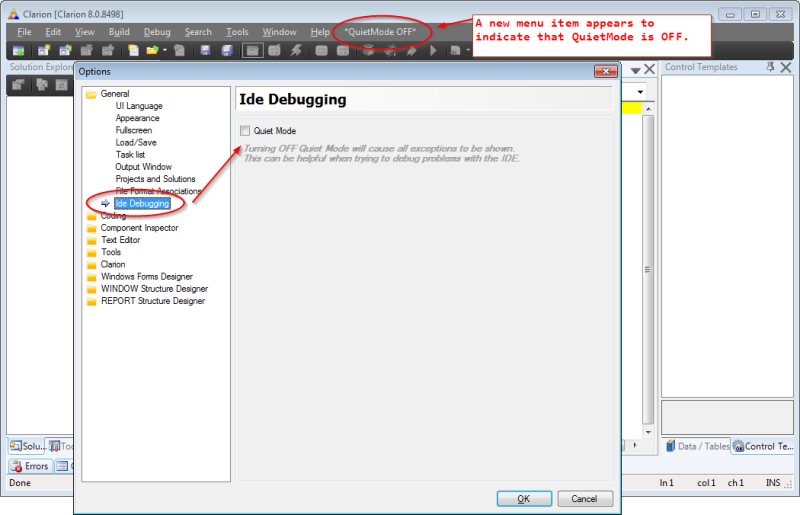 Clarion [Clarion 8.0.8498]
File Edit View Build Debug Search Tools Window Help *QuietMode OFF*
A new menu item appears to
indicate that QuietMode is OFF.
Solution Explo
Control Templates
Options
General
UI Language
Appearance
Fullscreen
Load/Save
Task list
Output Window
Projects and Solutions
File Format Associations
Ide Debugging
Coding
Component Inspector
Text Editor
Tools
Clarion
Windows Forms Designer
WINDOW Structure Designer
REPORT Structure Designer
Ide Debugging
Quiet Mode
Turning OFF Quiet Mode will cause all exceptions to be shown.
This can be helpful when trying to debug problems with the IDE.
OK Cancel
Solu... Too
Data / Tables Control Te...
Errors
Done
ln 1 col 1 ch 1 INS